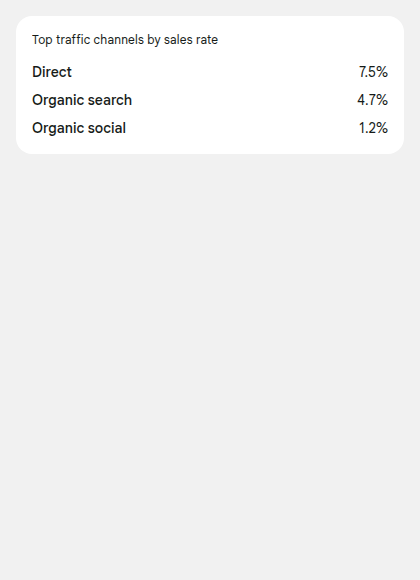 Top traffic channels by sales rate
Direct 7.5%
Organic search 4.7%
Organic social 1.2%